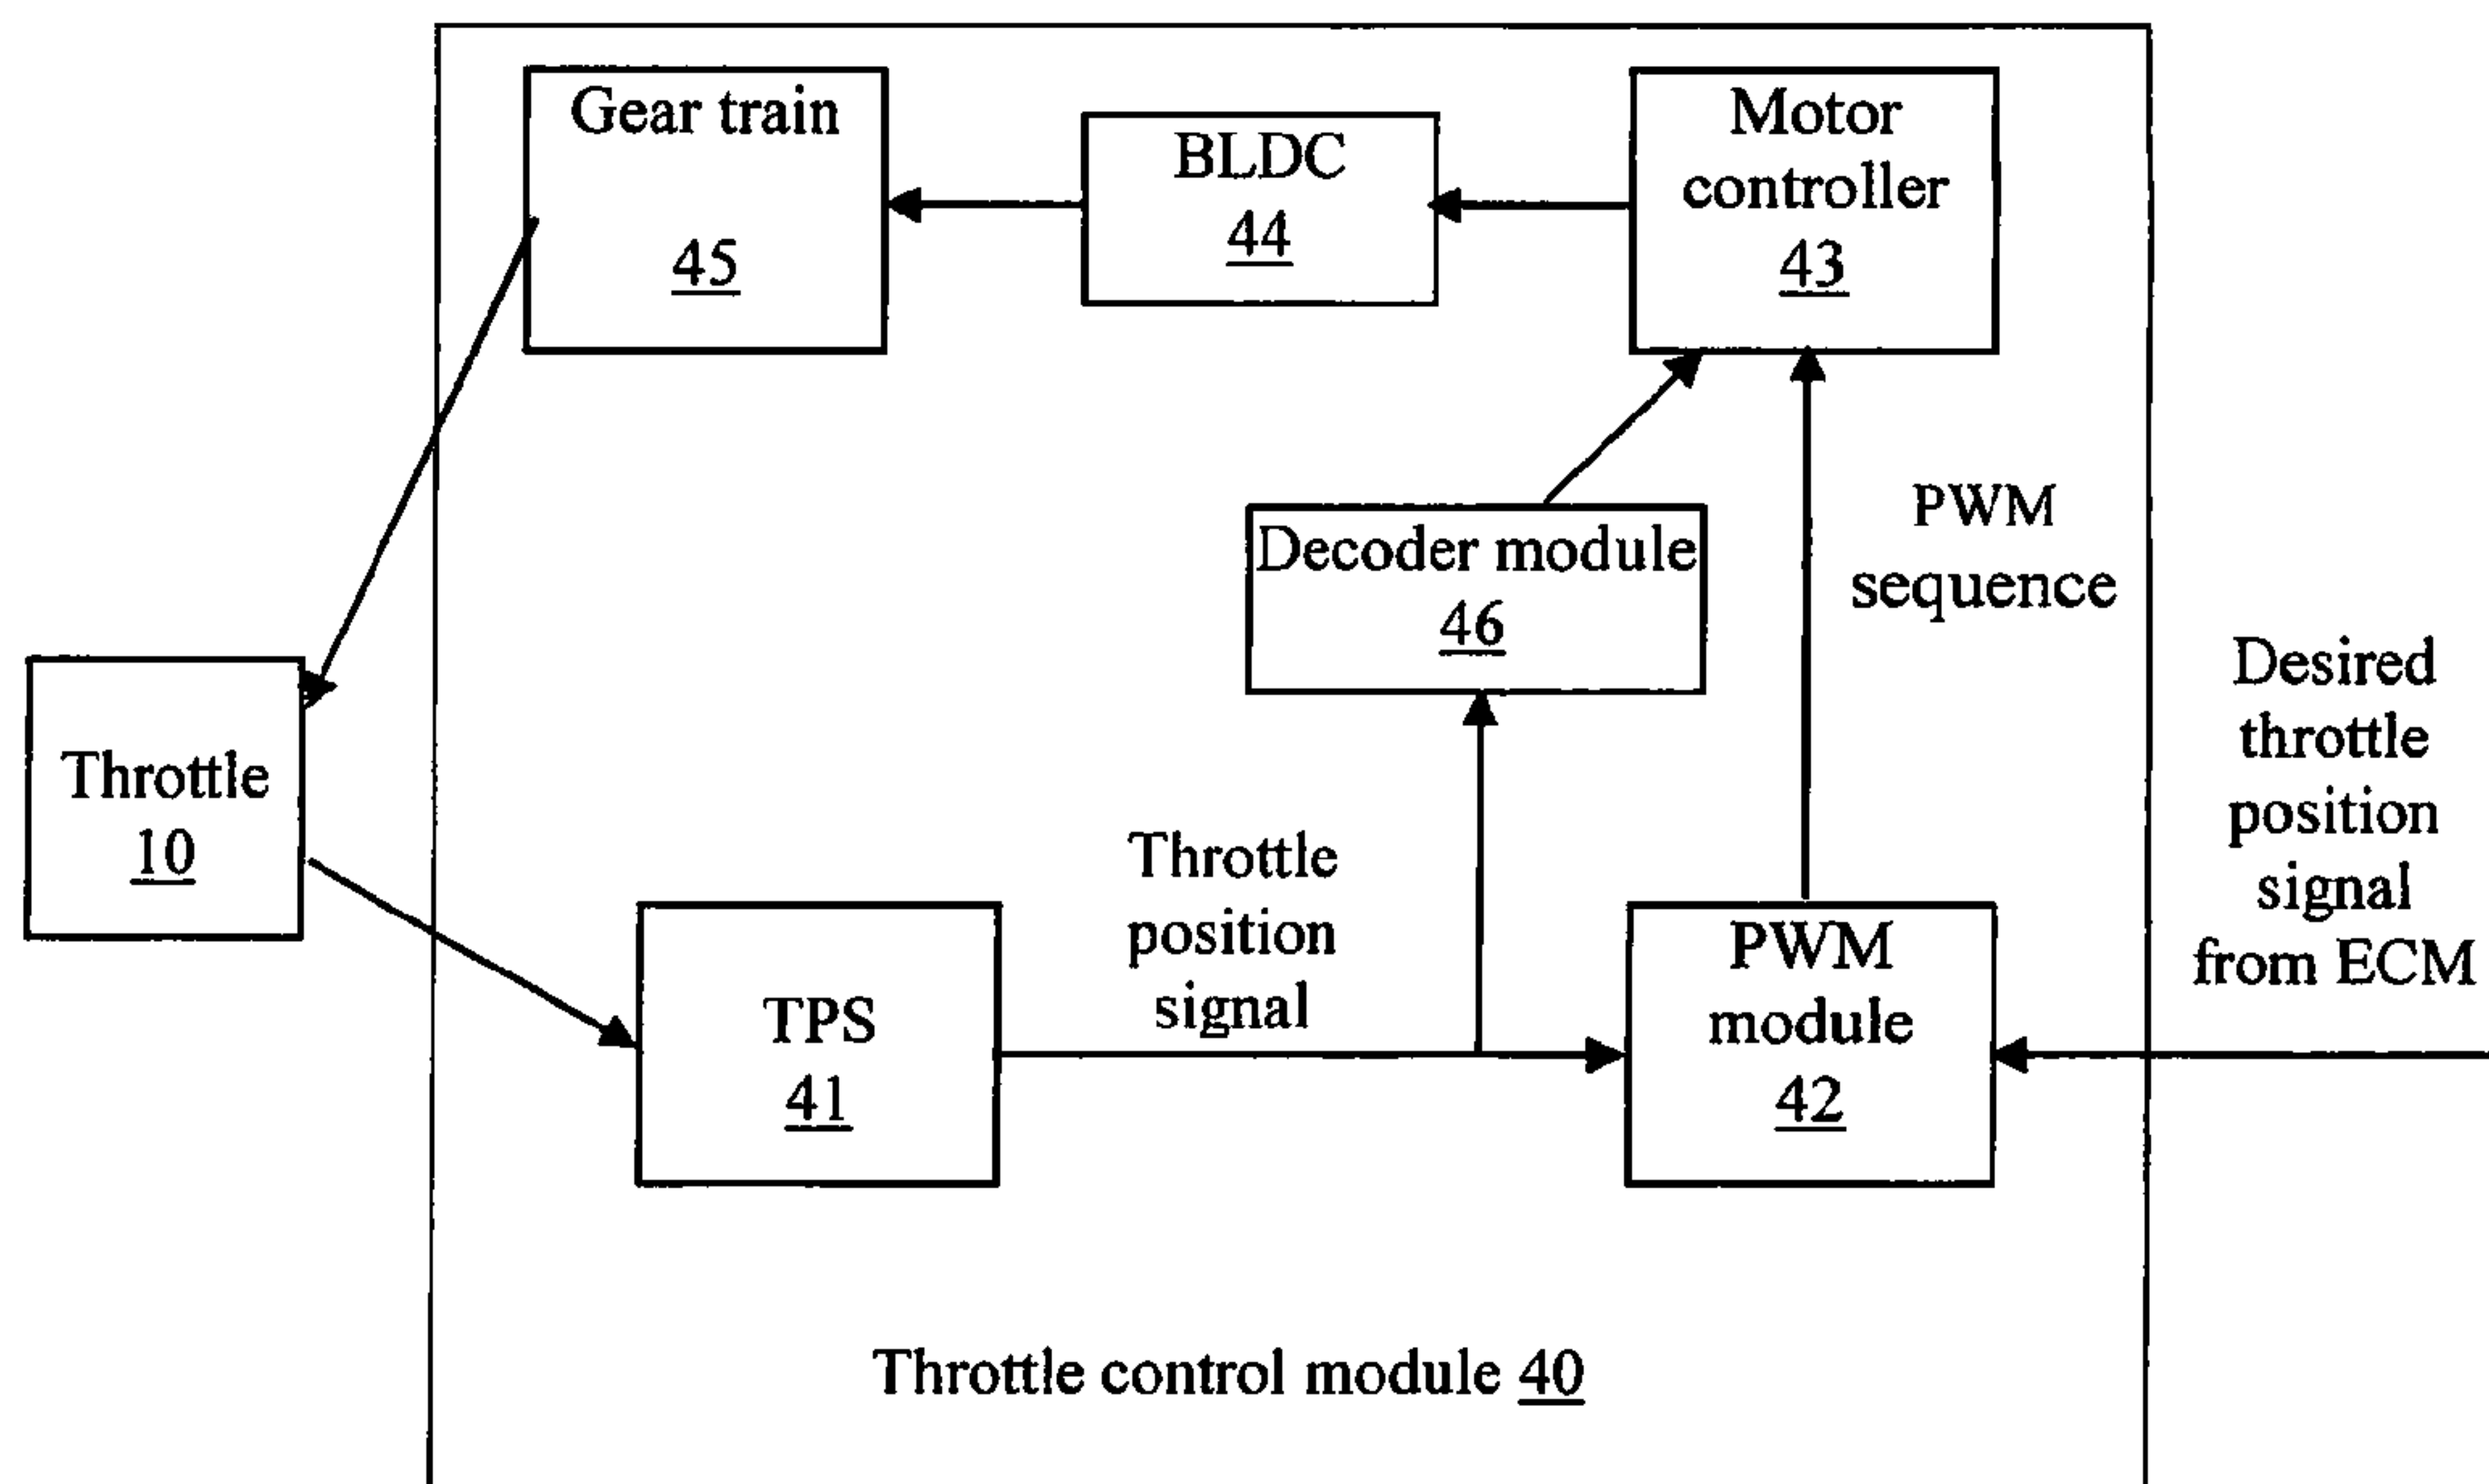 Gear train
45
BLDC
44
Motor
controller
43
Decoder module
46
PWM
sequence
Desired
throttle
position
signal
from ECM
Throttle
10
Throttle
position
signal
TPS
41
PWM
module
42
Throttle control module 40